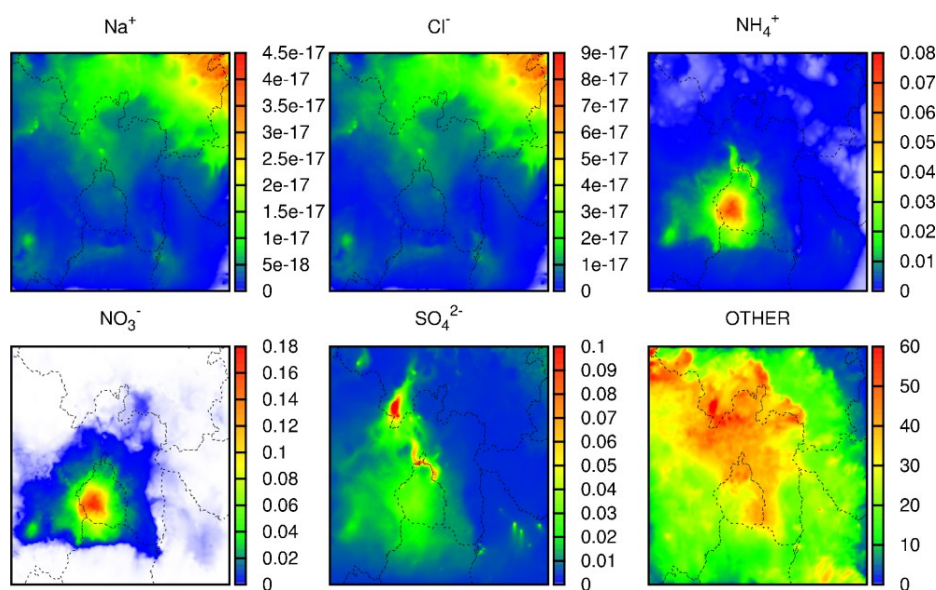 Na⁺
4.5e-17
4e-17
3.5e-17
3e-17
2.5e-17
2e-17
1.5e-17
1e-17
5e-18
0
Cl⁻
9e-17
8e-17
7e-17
6e-17
5e-17
4e-17
3e-17
2e-17
1e-17
0
NH₄⁺
0.08
0.07
0.06
0.05
0.04
0.03
0.02
0.01
0
NO₃⁻
0.18
0.16
0.14
0.12
0.10
0.08
0.06
0.04
0.02
0
SO₄²⁻
0.1
0.09
0.08
0.07
0.06
0.05
0.04
0.03
0.02
0.01
0
OTHER
60
50
40
30
20
10
0